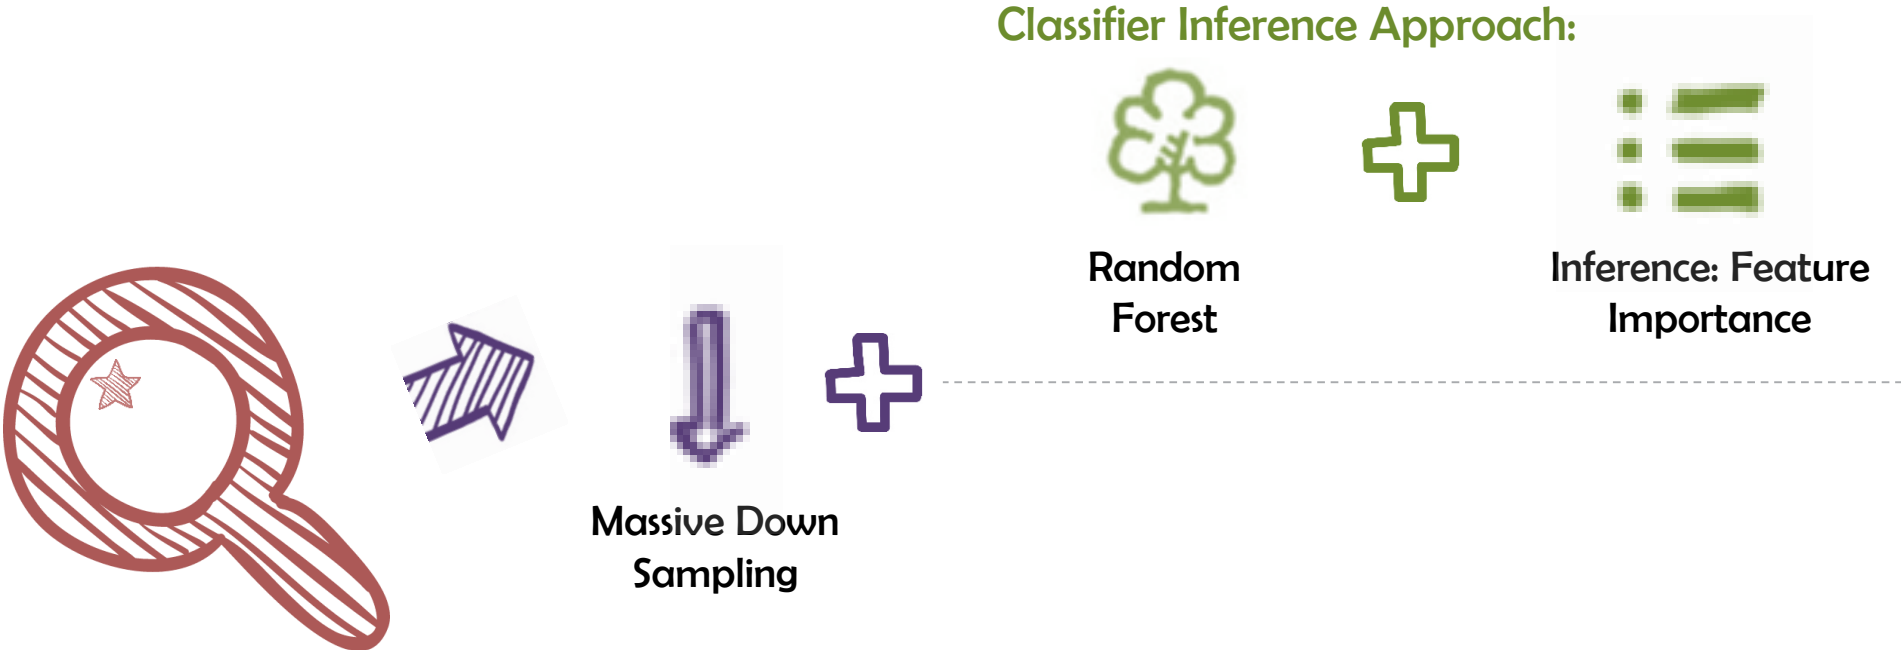 Classifier Inference Approach:
Random
Forest
Inference: Feature
Importance
Massive Down
Sampling